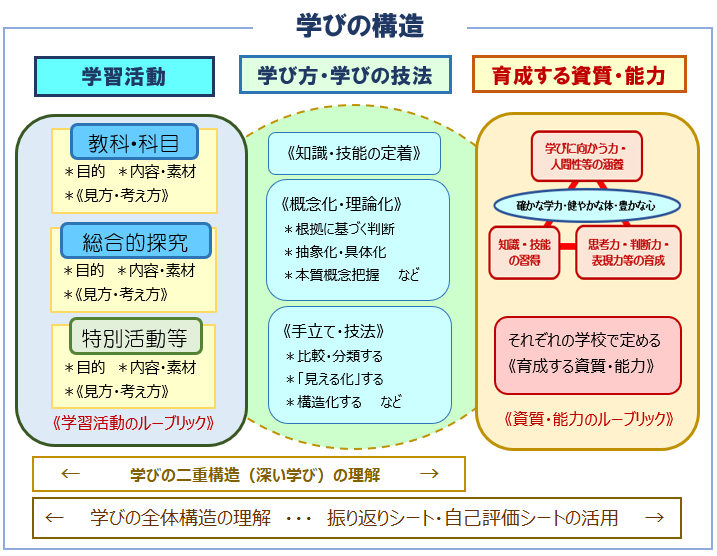 学びの構造
学習活動
教科・科目
＊目的　＊内容・素材
＊《見方・考え方》
総合的探究
＊目的　＊内容・素材
＊《見方・考え方》
特別活動等
＊目的　＊内容・素材
＊《見方・考え方》
《学習活動のルーブリック》
学び方・学びの技法
《知識・技能の定着》
《概念化・理論化》
＊根拠に基づく判断
＊抽象化・具体化
＊本質概念把握　など
《手立て・技法》
＊比較・分類する
＊「見える化」する
＊構造化する　など
育成する資質・能力
学びに向かう力・
人間性等の涵養
確かな学力・健やかな体・豊かな心
知識・技能
の習得
思考力・判断力・
表現力等の育成
それぞれの学校で定める
《育成する資質・能力》
《資質・能力のルーブリック》
←　学びの二重構造（深い学び）の理解　→
←　学びの全体構造の理解　・・・　振り返りシート・自己評価シートの活用　→